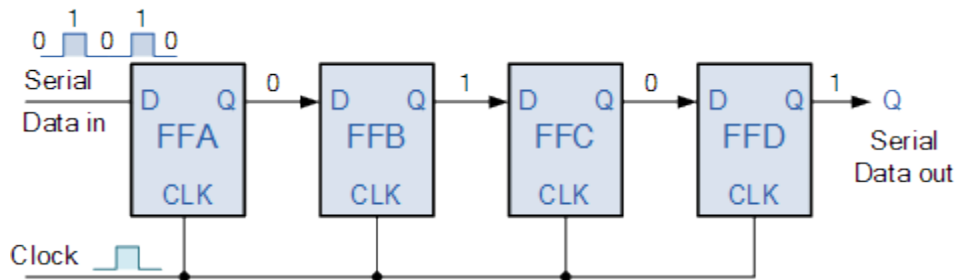 0 1 0 1 0
Serial
Data in
D Q
FFA
CLK
0
D Q
FFB
CLK
1
D Q
FFC
CLK
0
D Q
FFD
CLK
1
Q
Serial
Data out
Clock